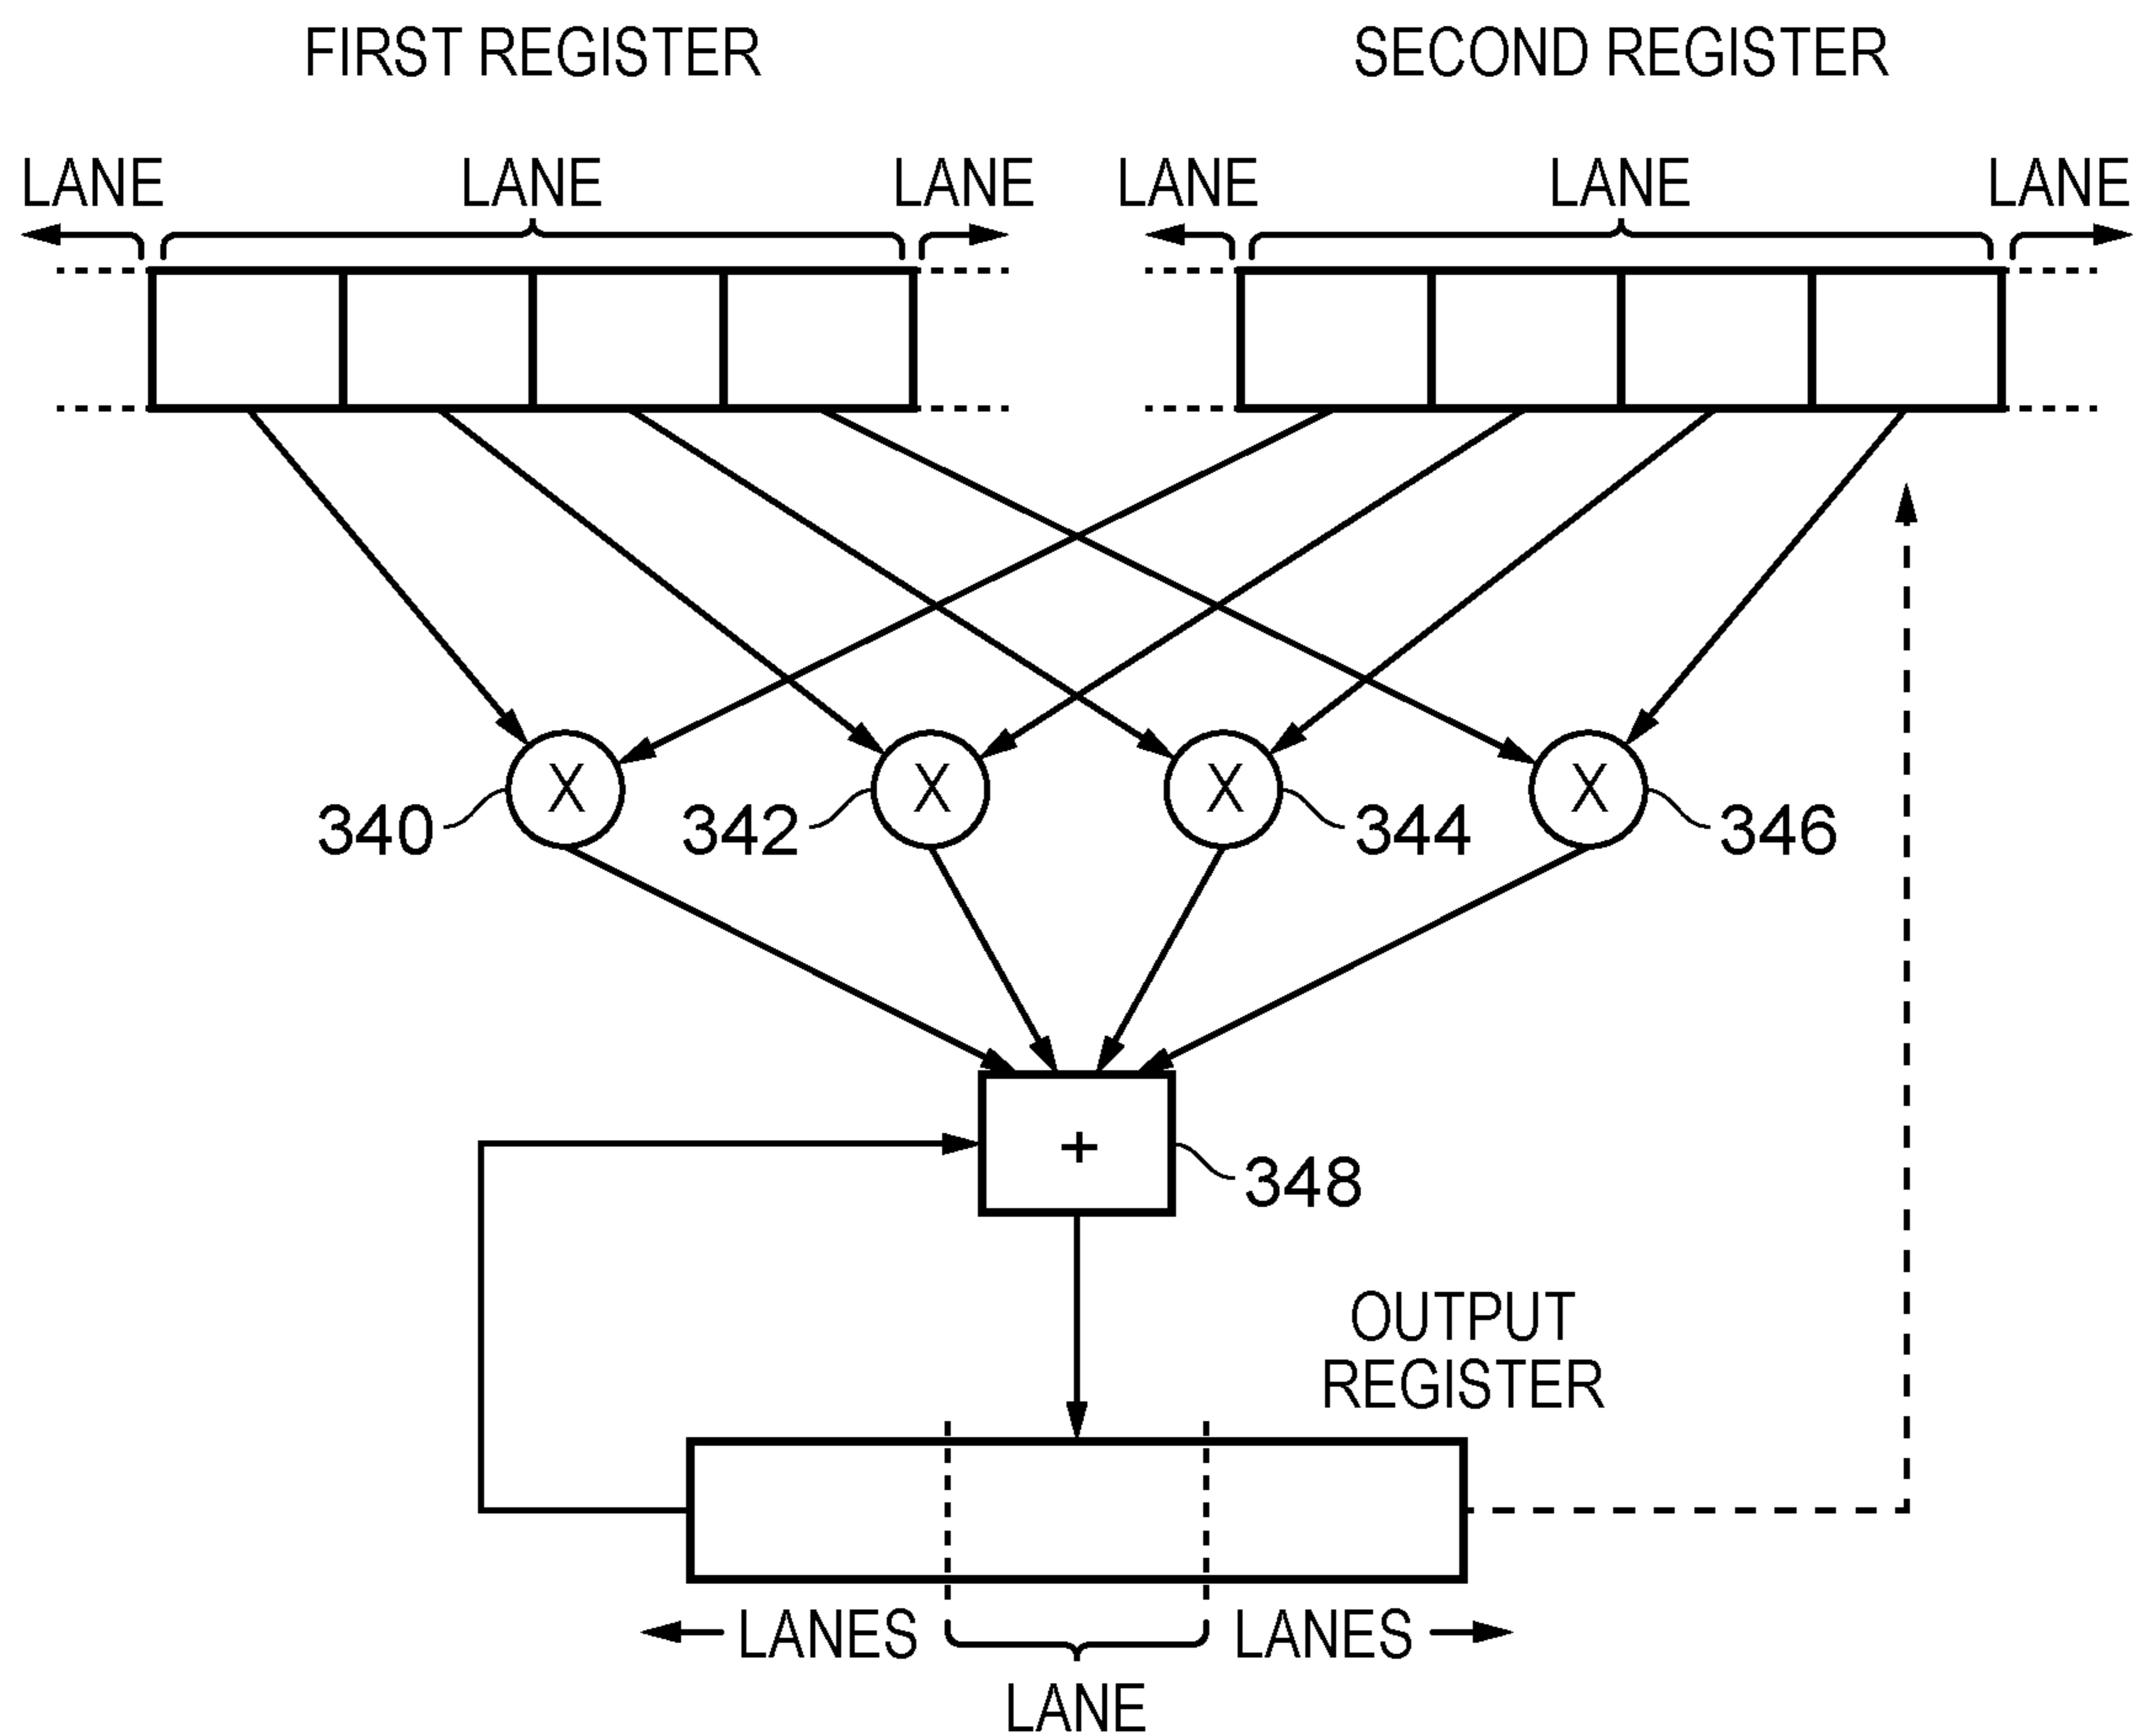 FIRST REGISTER
SECOND REGISTER
LANE
LANE
LANE
LANE
LANE
LANE
X
X
X
X
340
342
344
346
+
348
OUTPUT
REGISTER
LANES
LANES
LANE